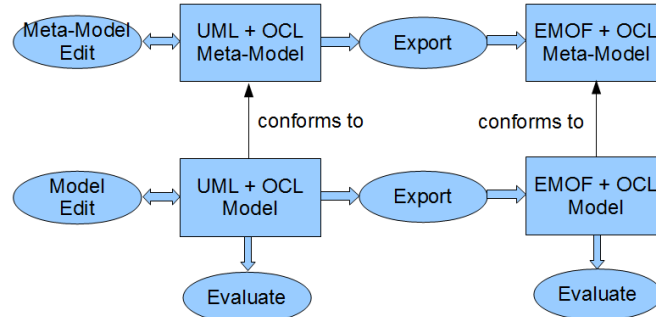 Meta-Model
Edit
UML + OCL
Meta-Model
Export
EMOF + OCL
Meta-Model
conforms to
conforms to
Model
Edit
UML + OCL
Model
Export
EMOF + OCL
Model
Evaluate
Evaluate